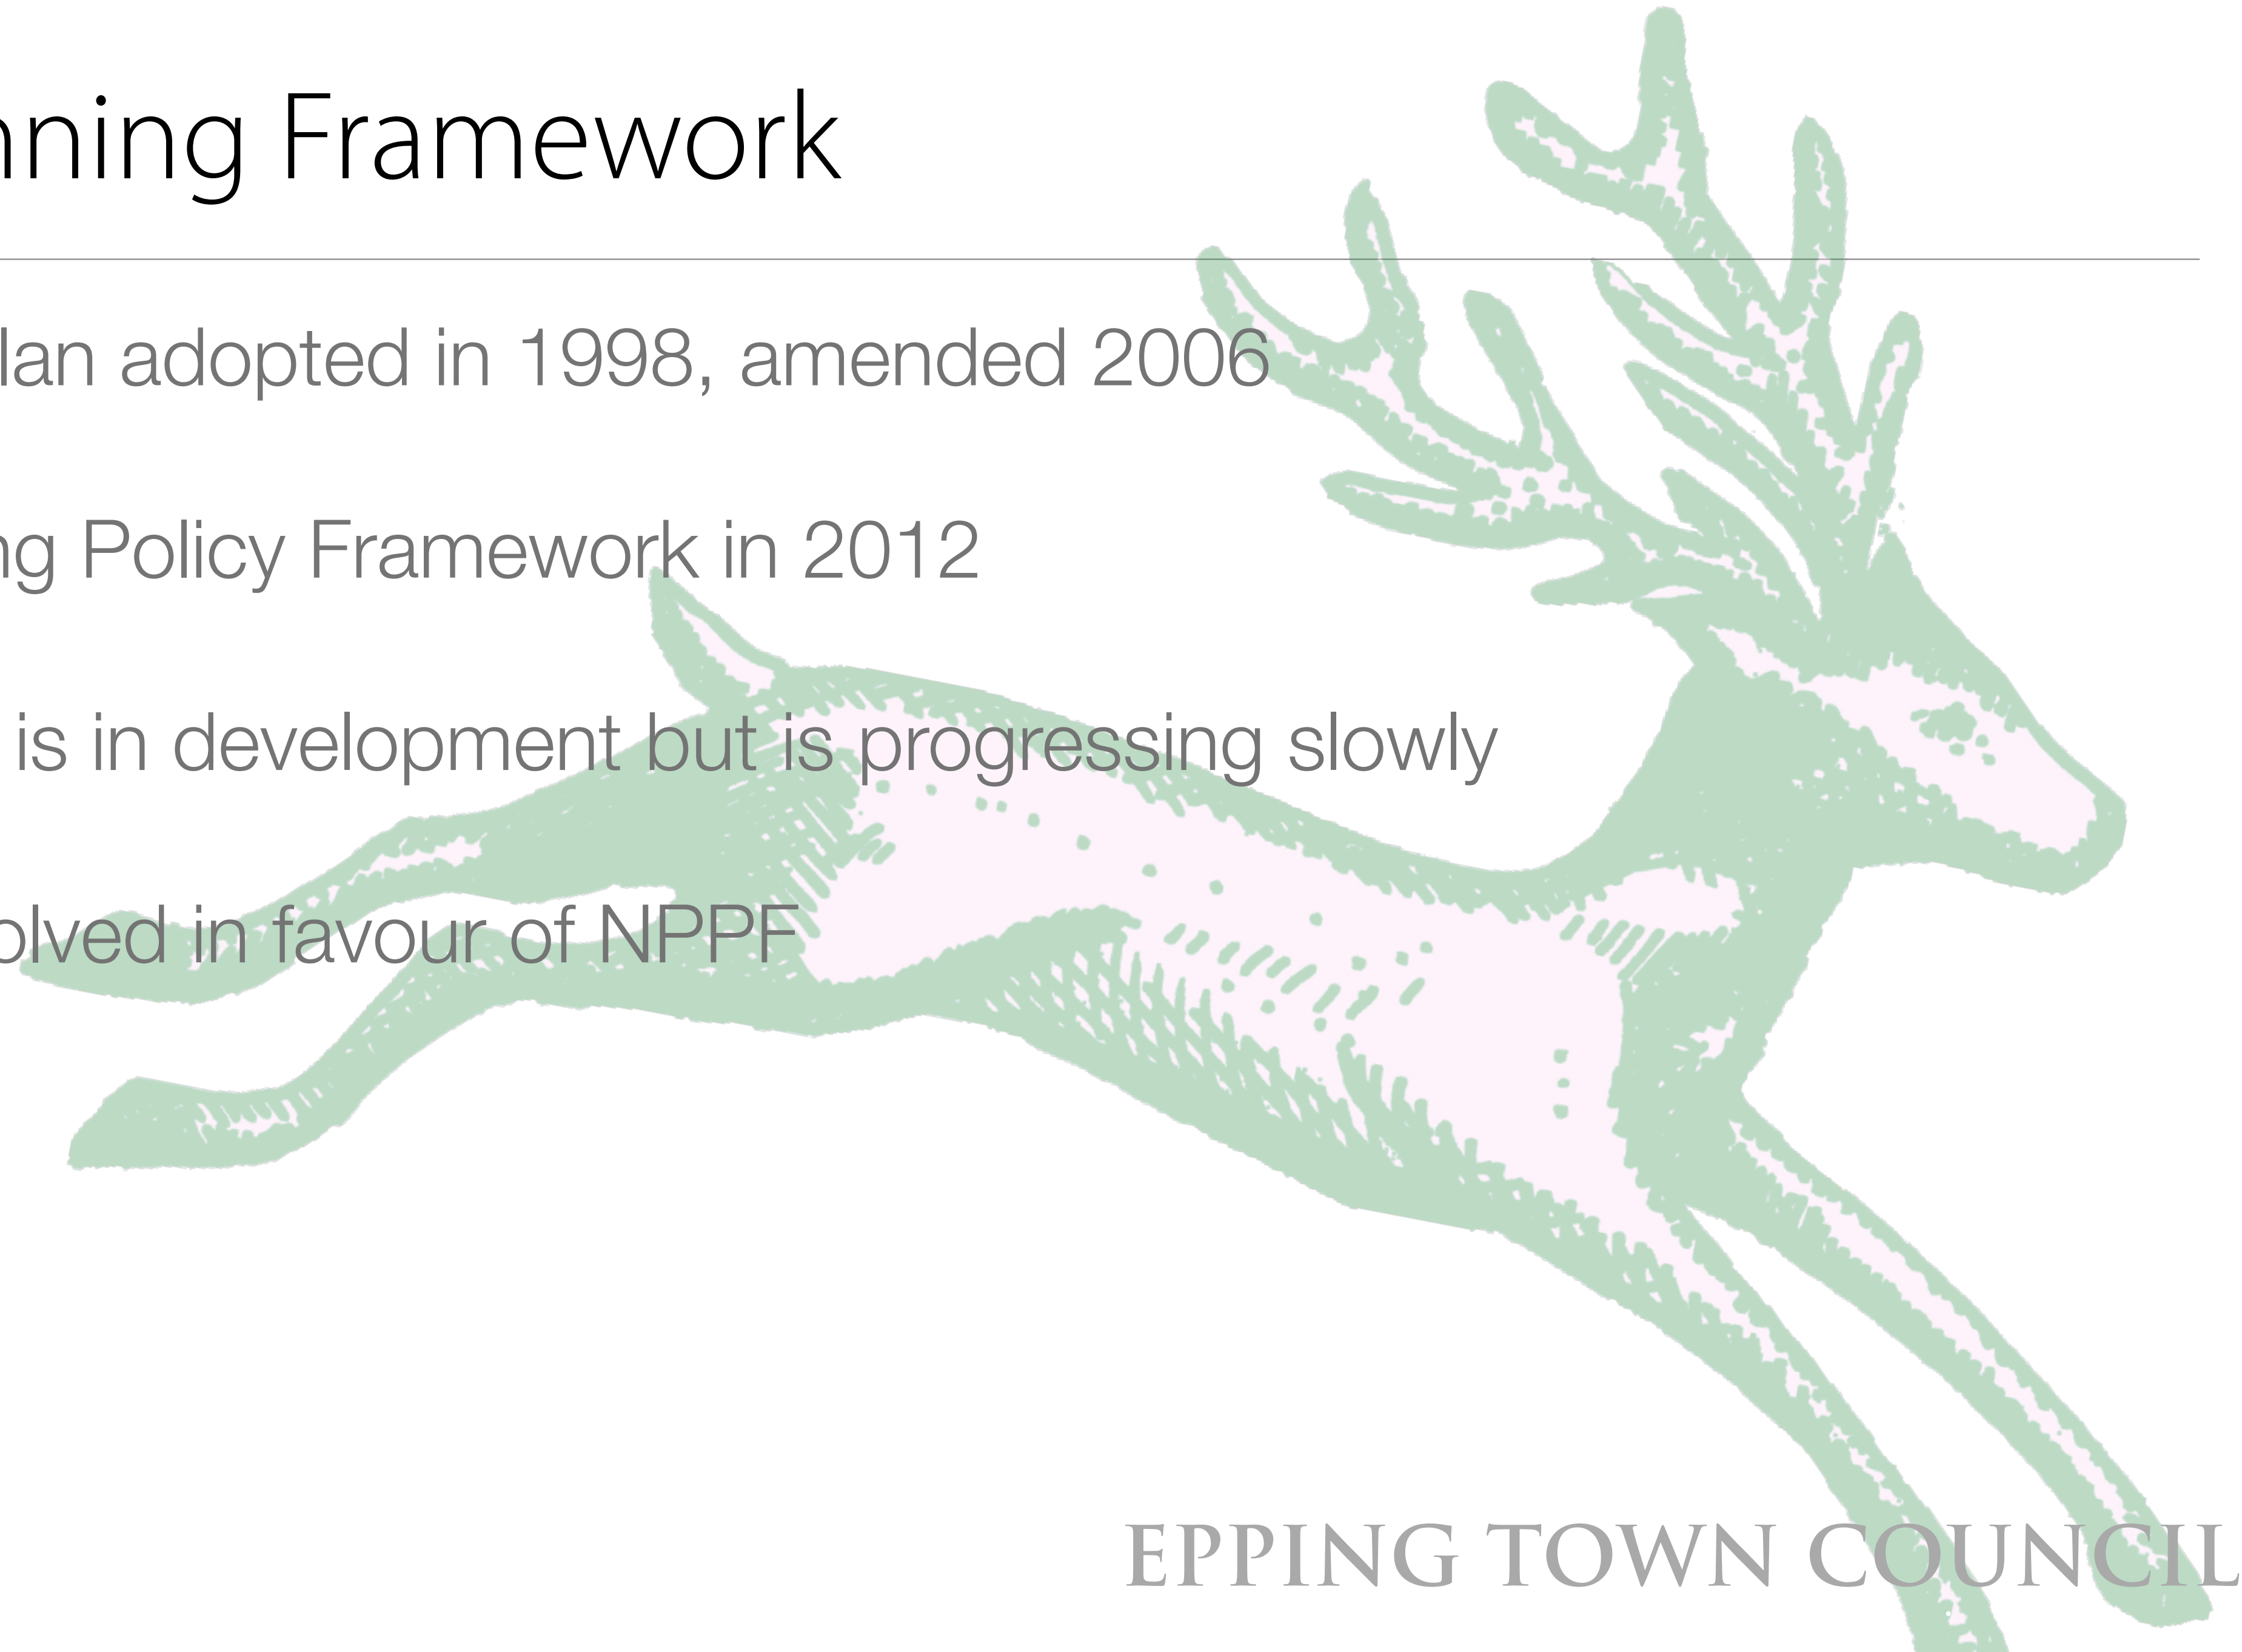 nning Framework
lan adopted in 1998, amended 2006
ng Policy Framework in 2012
is in development but is progressing slowly
olved in favour of NPPF
EPPING TOWN COUNCIL